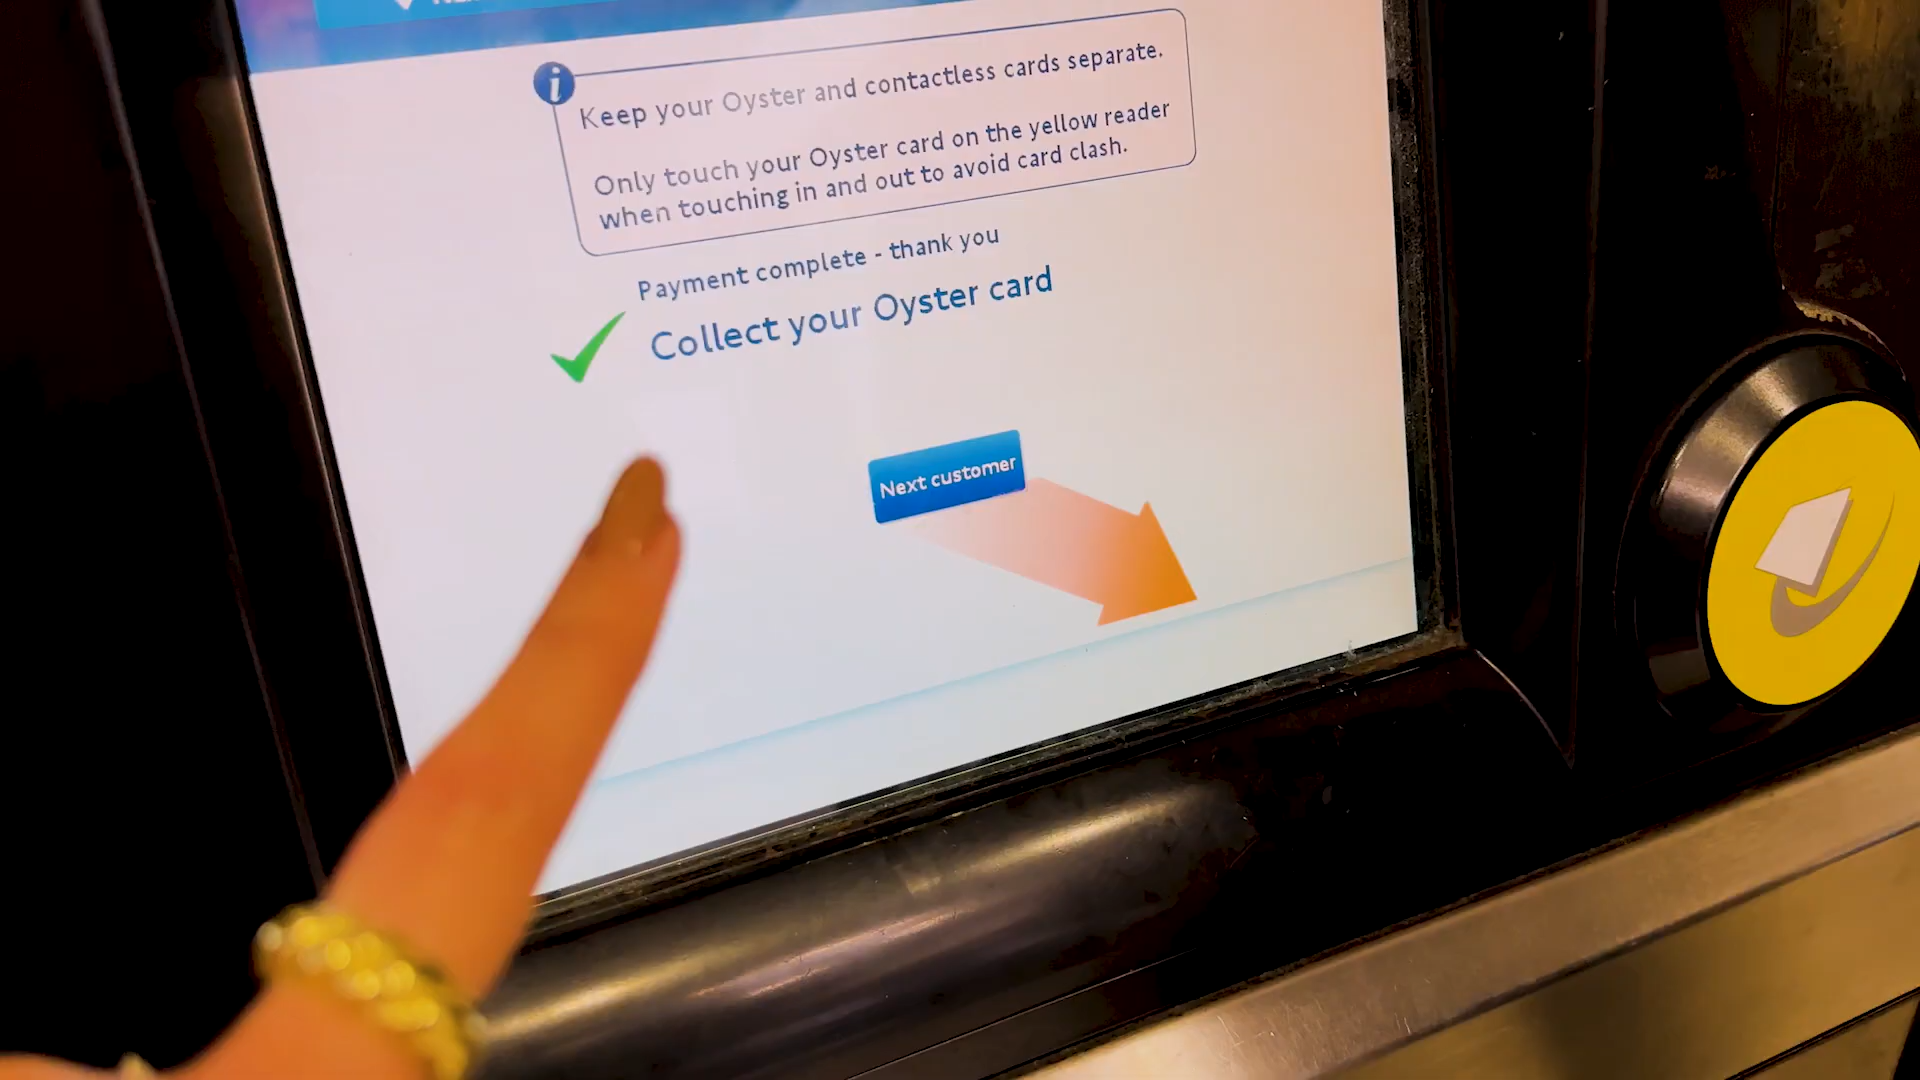 Keep your Oyster and contactless cards separate.
Only touch your Oyster card on the yellow reader
when touching in and out to avoid card clash.
Payment complete - thank you
Collect your Oyster card
Next customer